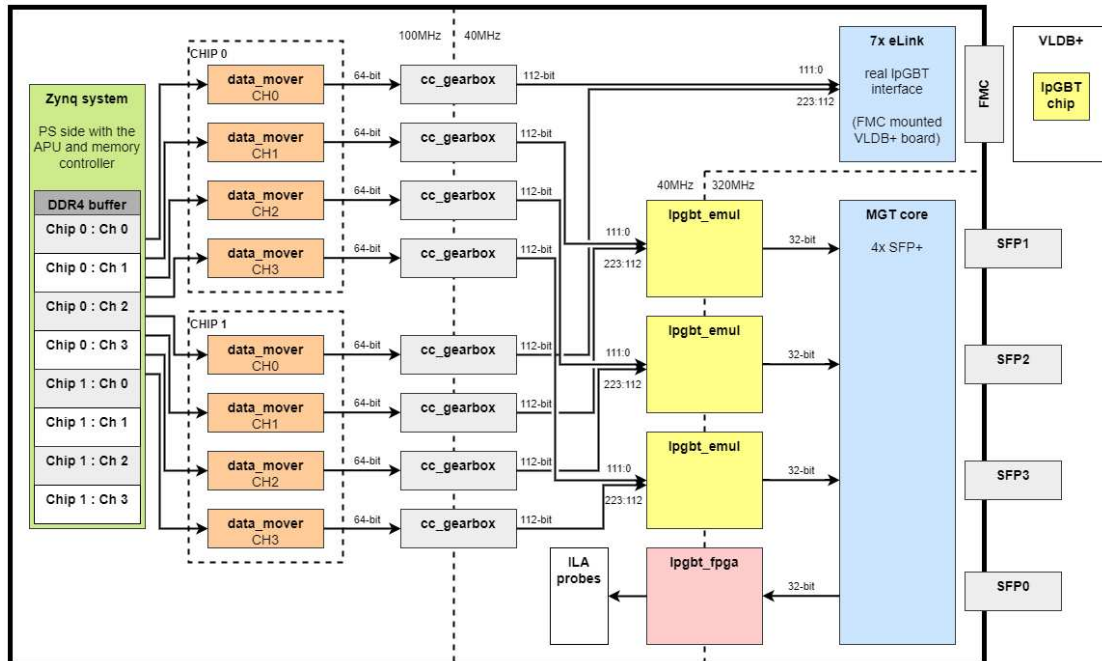 Zynq system
PS side with the
APU and memory
controller
DDR4 buffer
Chip 0 : Ch 0
Chip 0 : Ch 1
Chip 0 : Ch 2
Chip 0 : Ch 3
Chip 1 : Ch 0
Chip 1 : Ch 1
Chip 1 : Ch 2
Chip 1 : Ch 3
CHIP 0
data_mover
CH0
data_mover
CH1
data_mover
CH2
data_mover
CH3
CHIP 1
data_mover
CH0
data_mover
CH1
data_mover
CH2
data_mover
CH3
64-bit
64-bit
64-bit
64-bit
64-bit
64-bit
64-bit
64-bit
100MHz
40MHz
cc_gearbox
cc_gearbox
cc_gearbox
cc_gearbox
cc_gearbox
cc_gearbox
cc_gearbox
cc_gearbox
112-bit
112-bit
112-bit
112-bit
112-bit
112-bit
112-bit
112-bit
111:0
223:112
7x eLink
real lpGBT
interface
(FMC mounted
VLDB+ board)
FMC
VLDB+
lpGBT
chip
40MHz
320MHz
111:0
223:112
lpgbt_emul
32-bit
111:0
223:112
lpgbt_emul
32-bit
111:0
223:112
lpgbt_emul
32-bit
ILA
probes
lpgbt_fpga
32-bit
MGT core
4x SFP+
SFP1
SFP2
SFP3
SFP0